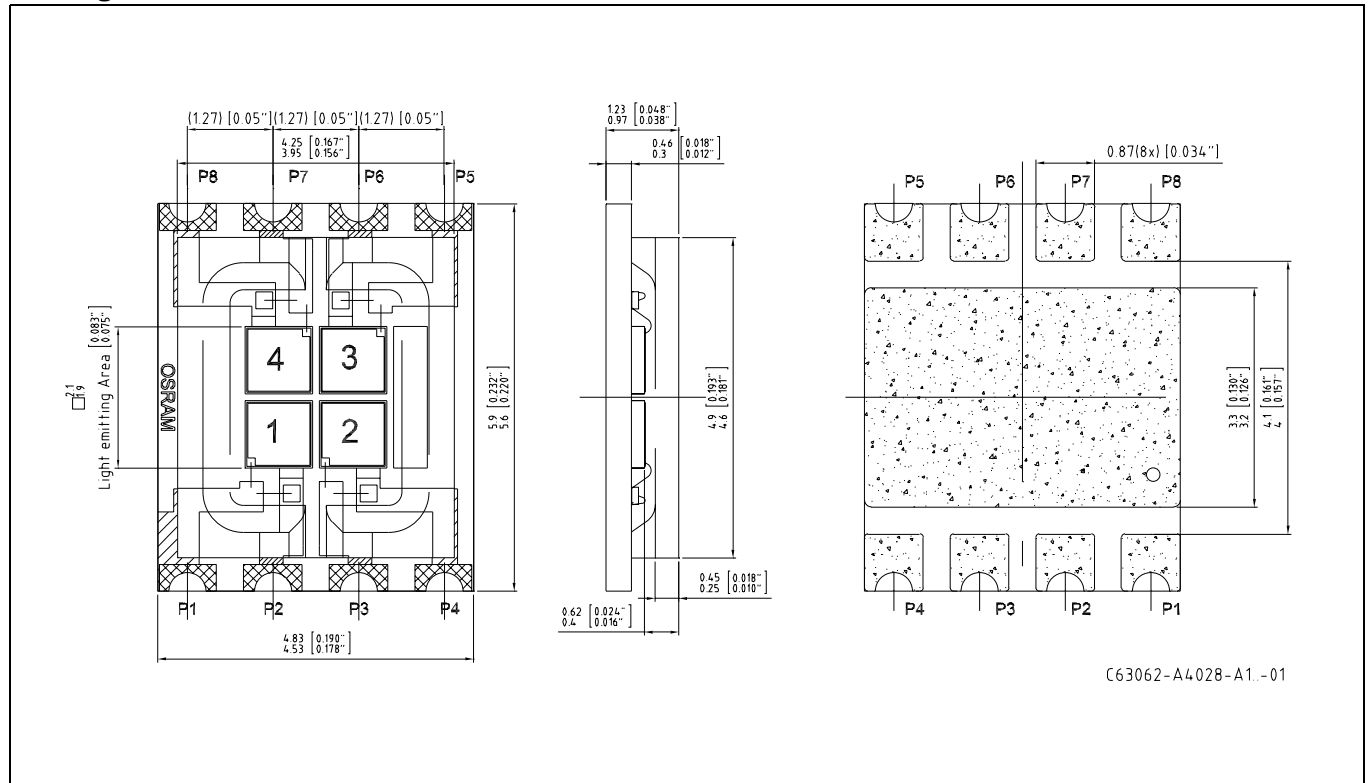 (1.27) [0.05"](1.27) [0.05"](1.27) [0.05"]
4.25 [0.167"]
3.95 [0.156"]
P8 P7 P6 P5
OSRAM
□2.1
1.9
Light emitting Area [0.083"]
[0.075"]
4 3
1 2
P1 P2 P3 P4
4.83 [0.190"]
4.53 [0.178"]
5.9 [0.232"]
5.6 [0.220"]
1.23 [0.048"]
0.97 [0.038"]
0.46 [0.018"]
0.3 [0.012"]
4.9 [0.193"]
4.6 [0.181"]
0.45 [0.018"]
0.25 [0.010"]
0.62 [0.024"]
0.4 [0.016"]
0.87(8x) [0.034"]
P5 P6 P7 P8
3.3 [0.130"]
3.2 [0.126"]
4.1 [0.161"]
4 [0.157"]
P4 P3 P2 P1
C63062-A4028-A1..-01